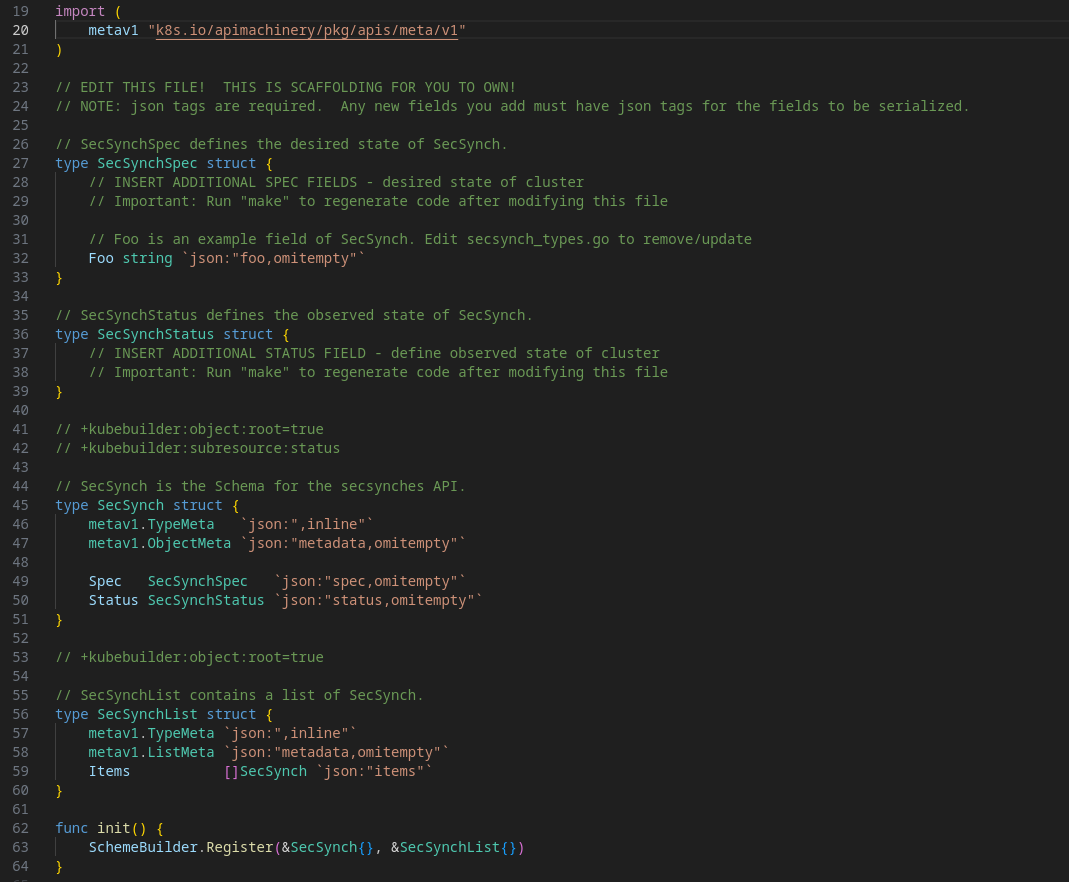 19 import (
20     metav1 "k8s.io/apimachinery/pkg/apis/meta/v1"
21 )
22
23 // EDIT THIS FILE!  THIS IS SCAFFOLDING FOR YOU TO OWN!
24 // NOTE: json tags are required.  Any new fields you add must have json tags for the fields to be serialized.
25
26 // SecSynchSpec defines the desired state of SecSynch.
27 type SecSynchSpec struct {
28     // INSERT ADDITIONAL SPEC FIELDS - desired state of cluster
29     // Important: Run "make" to regenerate code after modifying this file
30
31     // Foo is an example field of SecSynch. Edit secsynch_types.go to remove/update
32     Foo string `json:"foo,omitempty"`
33 }
34
35 // SecSynchStatus defines the observed state of SecSynch.
36 type SecSynchStatus struct {
37     // INSERT ADDITIONAL STATUS FIELD - define observed state of cluster
38     // Important: Run "make" to regenerate code after modifying this file
39 }
40
41 // +kubebuilder:object:root=true
42 // +kubebuilder:subresource:status
43
44 // SecSynch is the Schema for the secsynches API.
45 type SecSynch struct {
46     metav1.TypeMeta   `json:",inline"`
47     metav1.ObjectMeta `json:"metadata,omitempty"`
48
49     Spec   SecSynchSpec   `json:"spec,omitempty"`
50     Status SecSynchStatus `json:"status,omitempty"`
51 }
52
53 // +kubebuilder:object:root=true
54
55 // SecSynchList contains a list of SecSynch.
56 type SecSynchList struct {
57     metav1.TypeMeta `json:",inline"`
58     metav1.ListMeta `json:"metadata,omitempty"`
59     Items           []SecSynch `json:"items"`
60 }
61
62 func init() {
63     SchemeBuilder.Register(&SecSynch{}, &SecSynchList{})
64 }